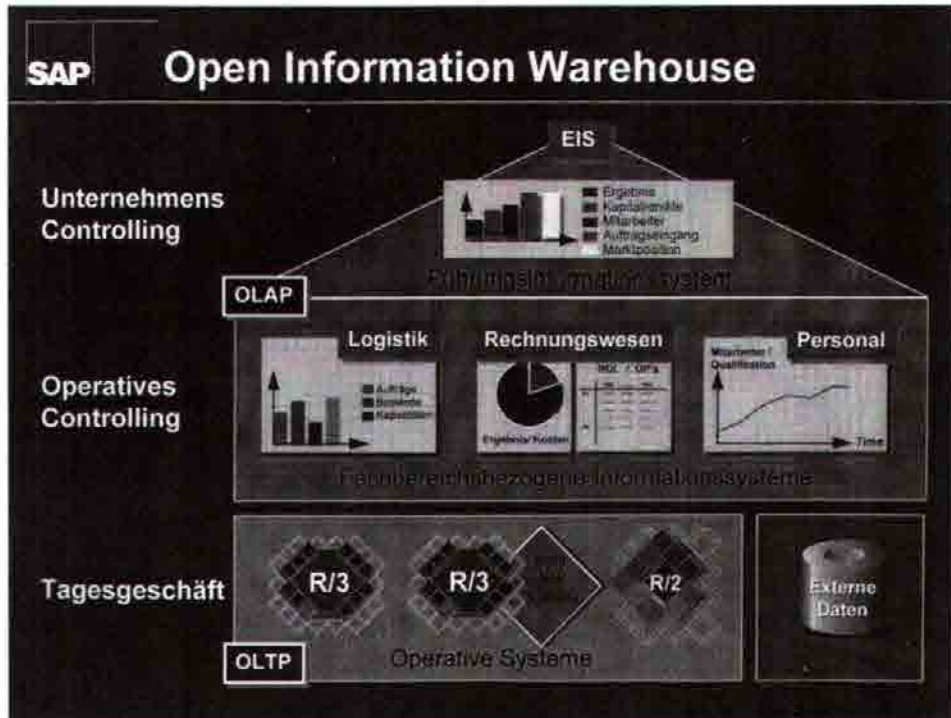 SAP
Open Information Warehouse
EIS
Unternehmens
Controlling
Ergebnis
Kapitalrendite
Mitarbeiter
Auftragseingang
Marktposition
Führungsinformationssystem
OLAP
Logistik
Rechnungswesen
Personal
Operatives
Controlling
Aufträge
Bestände
Kapazitäten
Ergebnis/Kosten
Mitarbeiter /
Qualifikation
Time
Fachbereichsbezogene Informationssysteme
Tagesgeschäft
R/3
R/3
R/2
Externe
Daten
OLTP
Operative Systeme